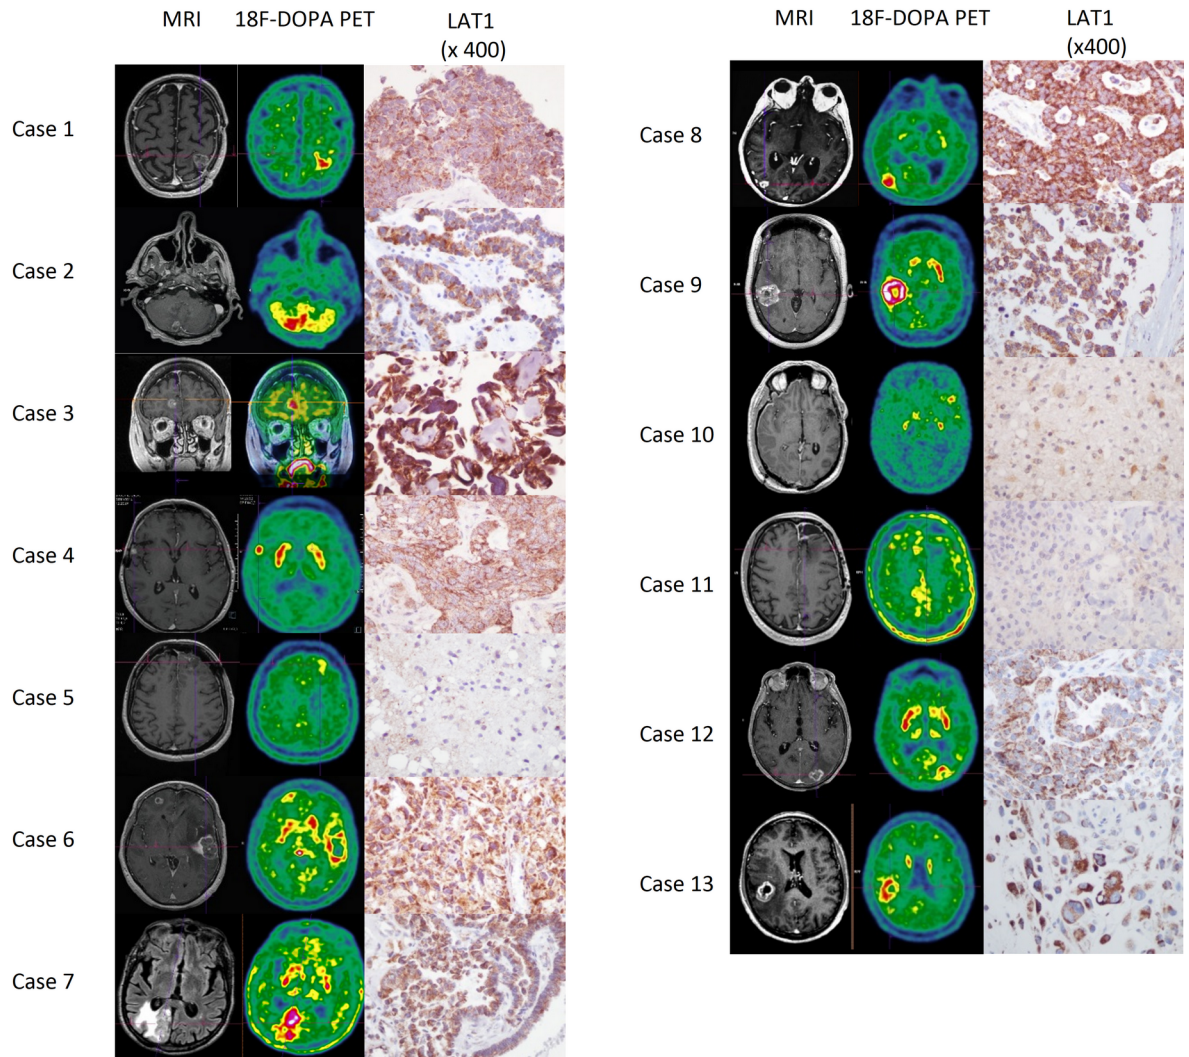 MRI 18F-DOPA PET LAT1
(x 400)
Case 1
Case 2
Case 3
Case 4
Case 5
Case 6
Case 7
MRI 18F-DOPA PET LAT1
(x400)
Case 8
Case 9
Case 10
Case 11
Case 12
Case 13